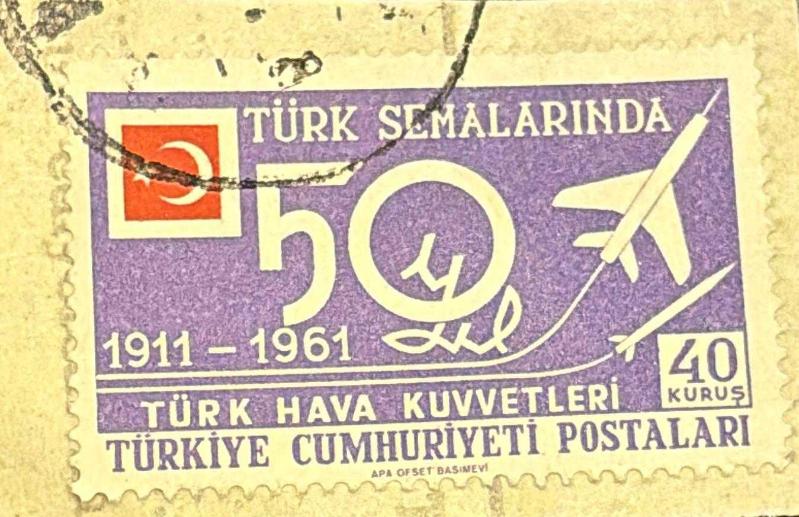 TÜRK SEMALARINDA
50 yıl
1911 – 1961
40
KURUŞ
TÜRK HAVA KUVVETLERİ
TÜRKİYE CUMHURİYETİ POSTALARI
APA OFSET BASIMEVİ